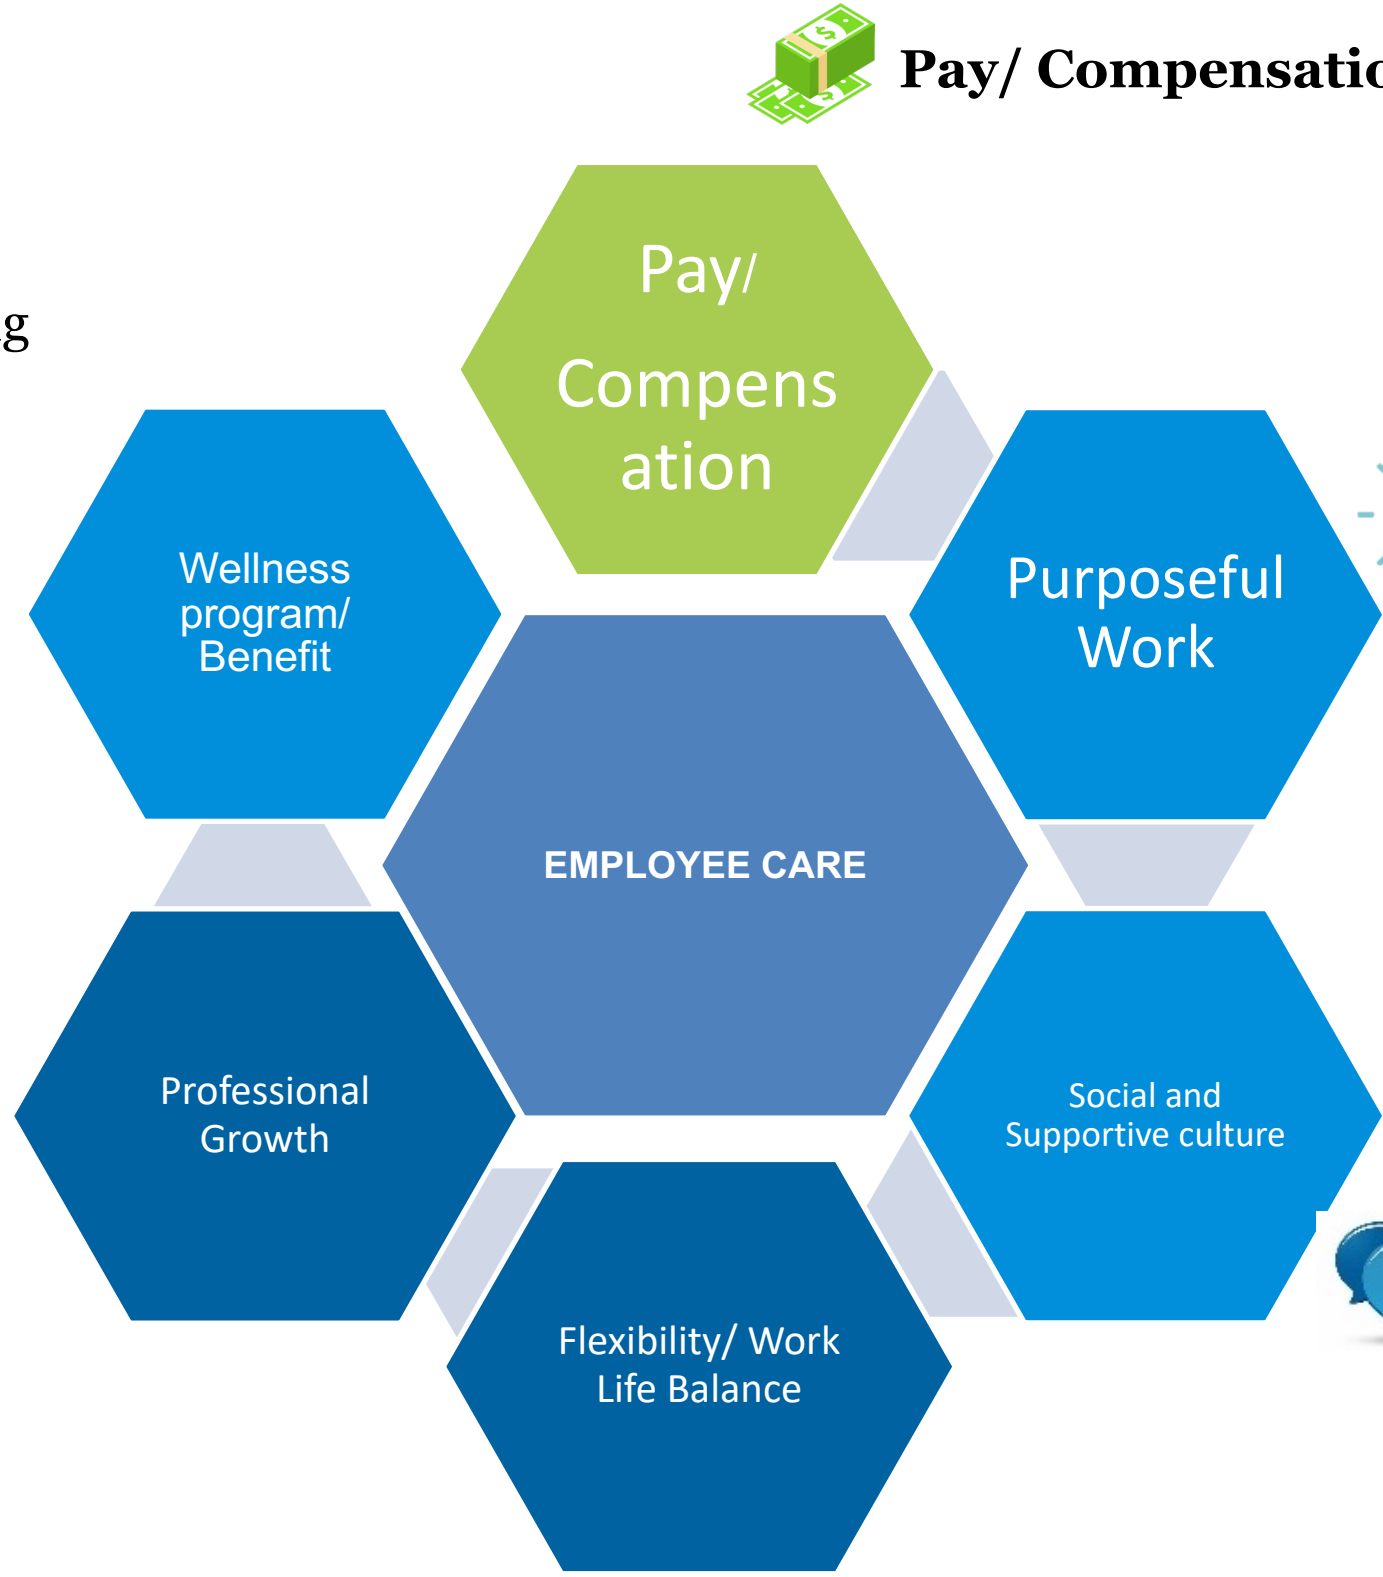 Pay/ Compensatio
g
Pay/
Compens
ation
Wellness
program/
Benefit
Purposeful
Work
EMPLOYEE CARE
Professional
Growth
Social and
Supportive culture
Flexibility/ Work
Life Balance